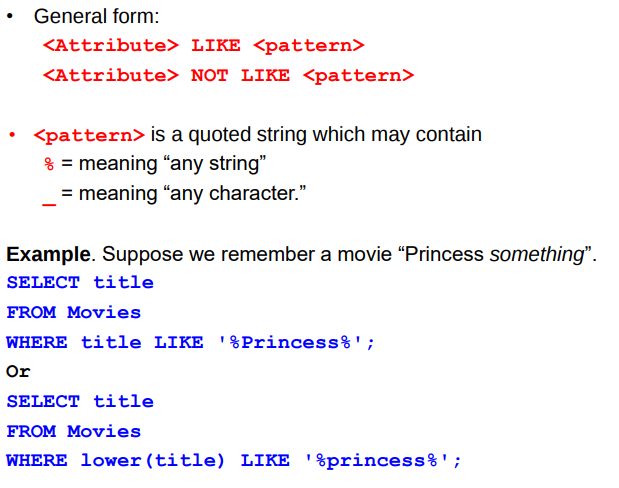 • General form:
<Attribute> LIKE <pattern>
<Attribute> NOT LIKE <pattern>
• <pattern> is a quoted string which may contain
% = meaning “any string”
_ = meaning “any character.”
Example. Suppose we remember a movie “Princess something”.
SELECT title
FROM Movies
WHERE title LIKE '%Princess%';
Or
SELECT title
FROM Movies
WHERE lower(title) LIKE '%princess%';